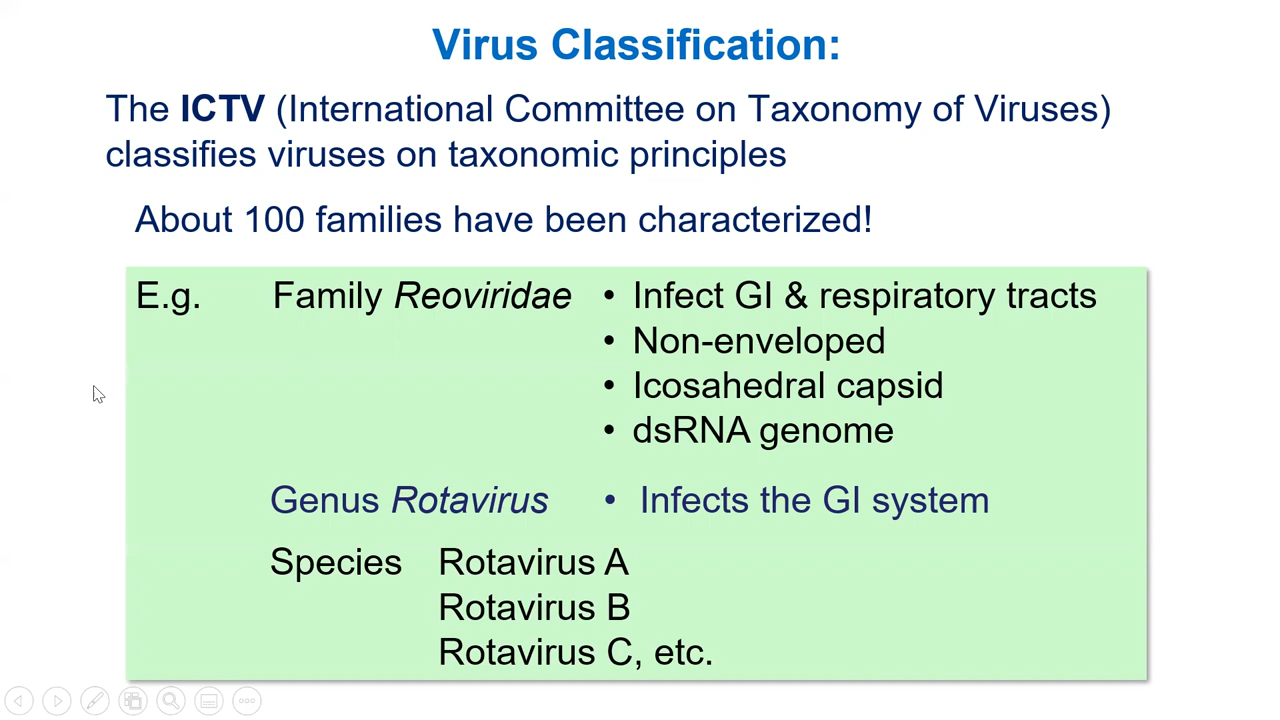 Virus Classification:
The ICTV (International Committee on Taxonomy of Viruses)
classifies viruses on taxonomic principles
About 100 families have been characterized!
E.g. Family Reoviridae • Infect GI & respiratory tracts
• Non-enveloped
• Icosahedral capsid
• dsRNA genome
Genus Rotavirus • Infects the GI system
Species Rotavirus A
Rotavirus B
Rotavirus C, etc.